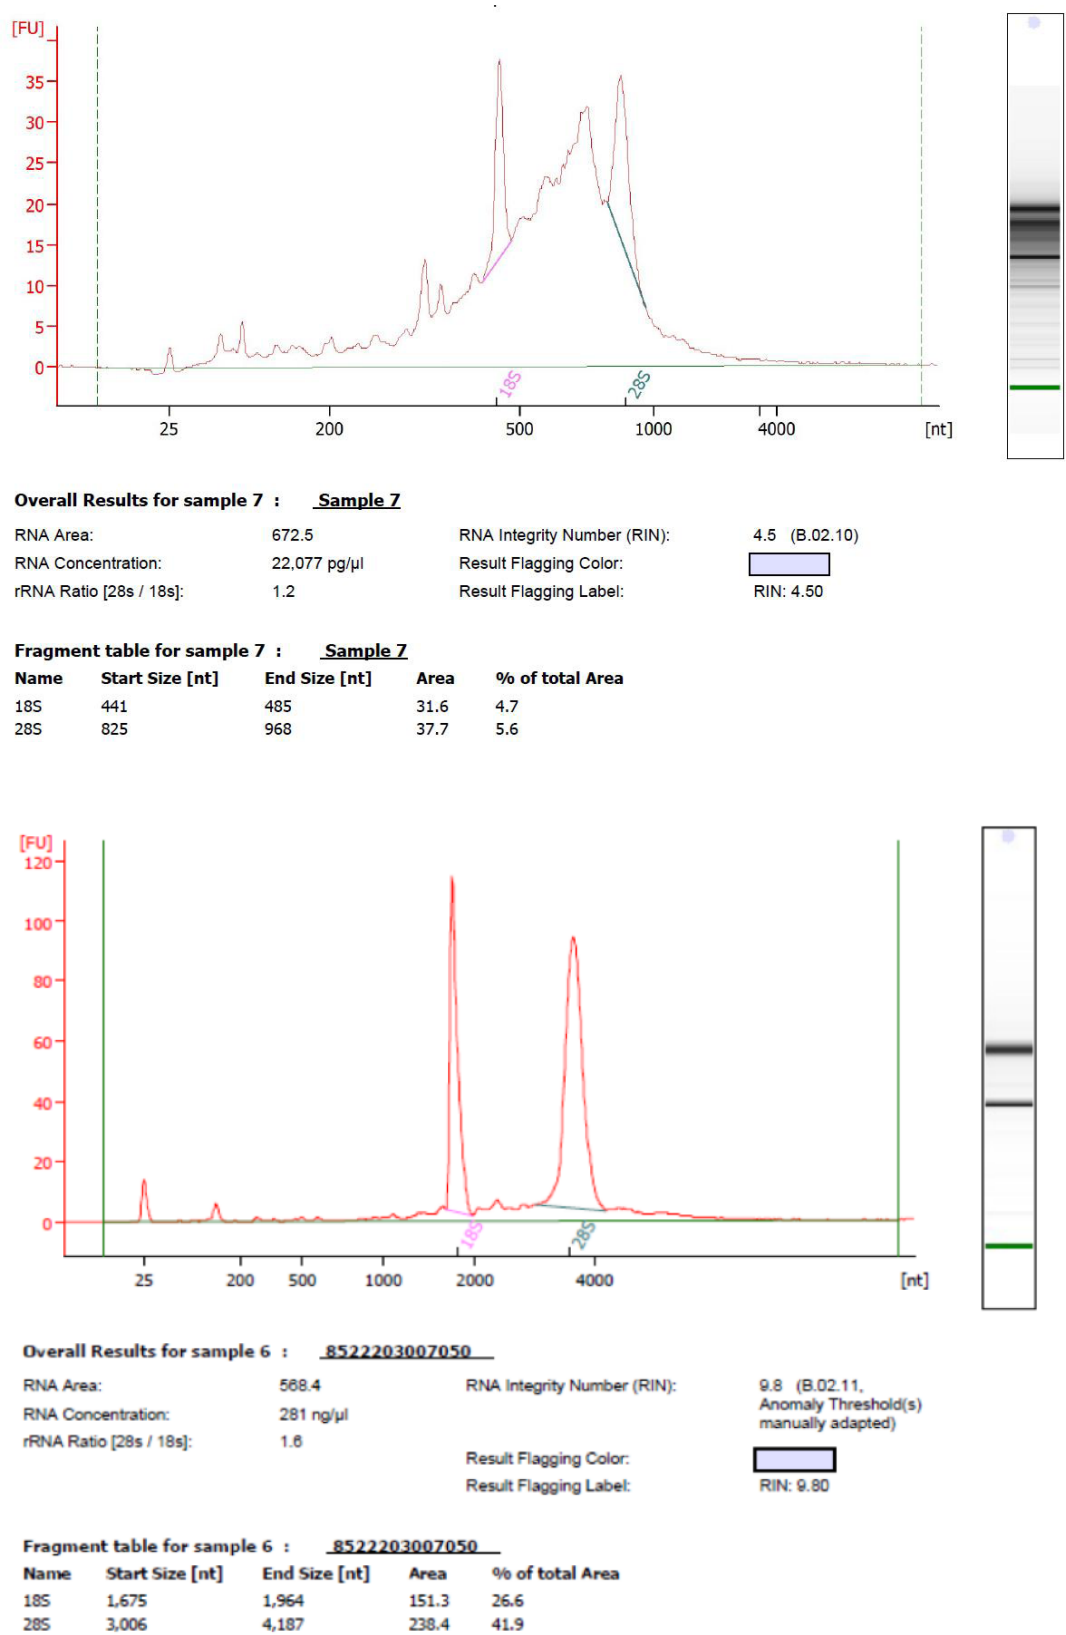 [FU]
35
30
25
20
15
10
5
0
18S
28S
25 200 500 1000 4000 [nt]
Overall Results for sample 7 : Sample 7
RNA Area: 672.5 RNA Integrity Number (RIN): 4.5 (B.02.10)
RNA Concentration: 22,077 pg/µl Result Flagging Color:
rRNA Ratio [28s / 18s]: 1.2 Result Flagging Label: RIN: 4.50
Fragment table for sample 7 : Sample 7
Name Start Size [nt] End Size [nt] Area % of total Area
18S 441 485 31.6 4.7
28S 825 968 37.7 5.6
[FU]
120
100
80
60
40
20
0
18S
28S
25 200 500 1000 2000 4000 [nt]
Overall Results for sample 6 : 8522203007050
RNA Area: 568.4 RNA Integrity Number (RIN): 9.8 (B.02.11,
Anomaly Threshold(s)
RNA Concentration: 281 ng/µl manually adapted)
rRNA Ratio [28s / 18s]: 1.6
Result Flagging Color:
Result Flagging Label: RIN: 9.80
Fragment table for sample 6 : 8522203007050
Name Start Size [nt] End Size [nt] Area % of total Area
18S 1,675 1,964 151.3 26.6
28S 3,006 4,187 238.4 41.9